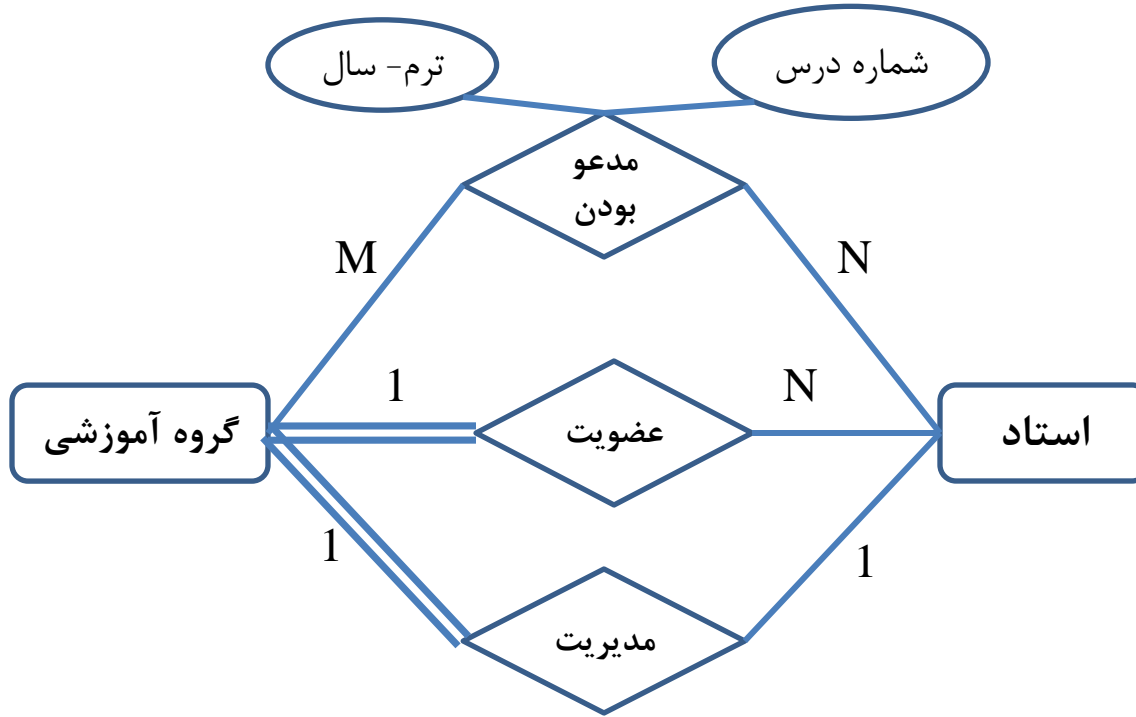 شماره درس
ترم- سال
مدعو
بودن
N
M
N
1
استاد
عضویت
گروه آموزشی
1
1
مدیریت